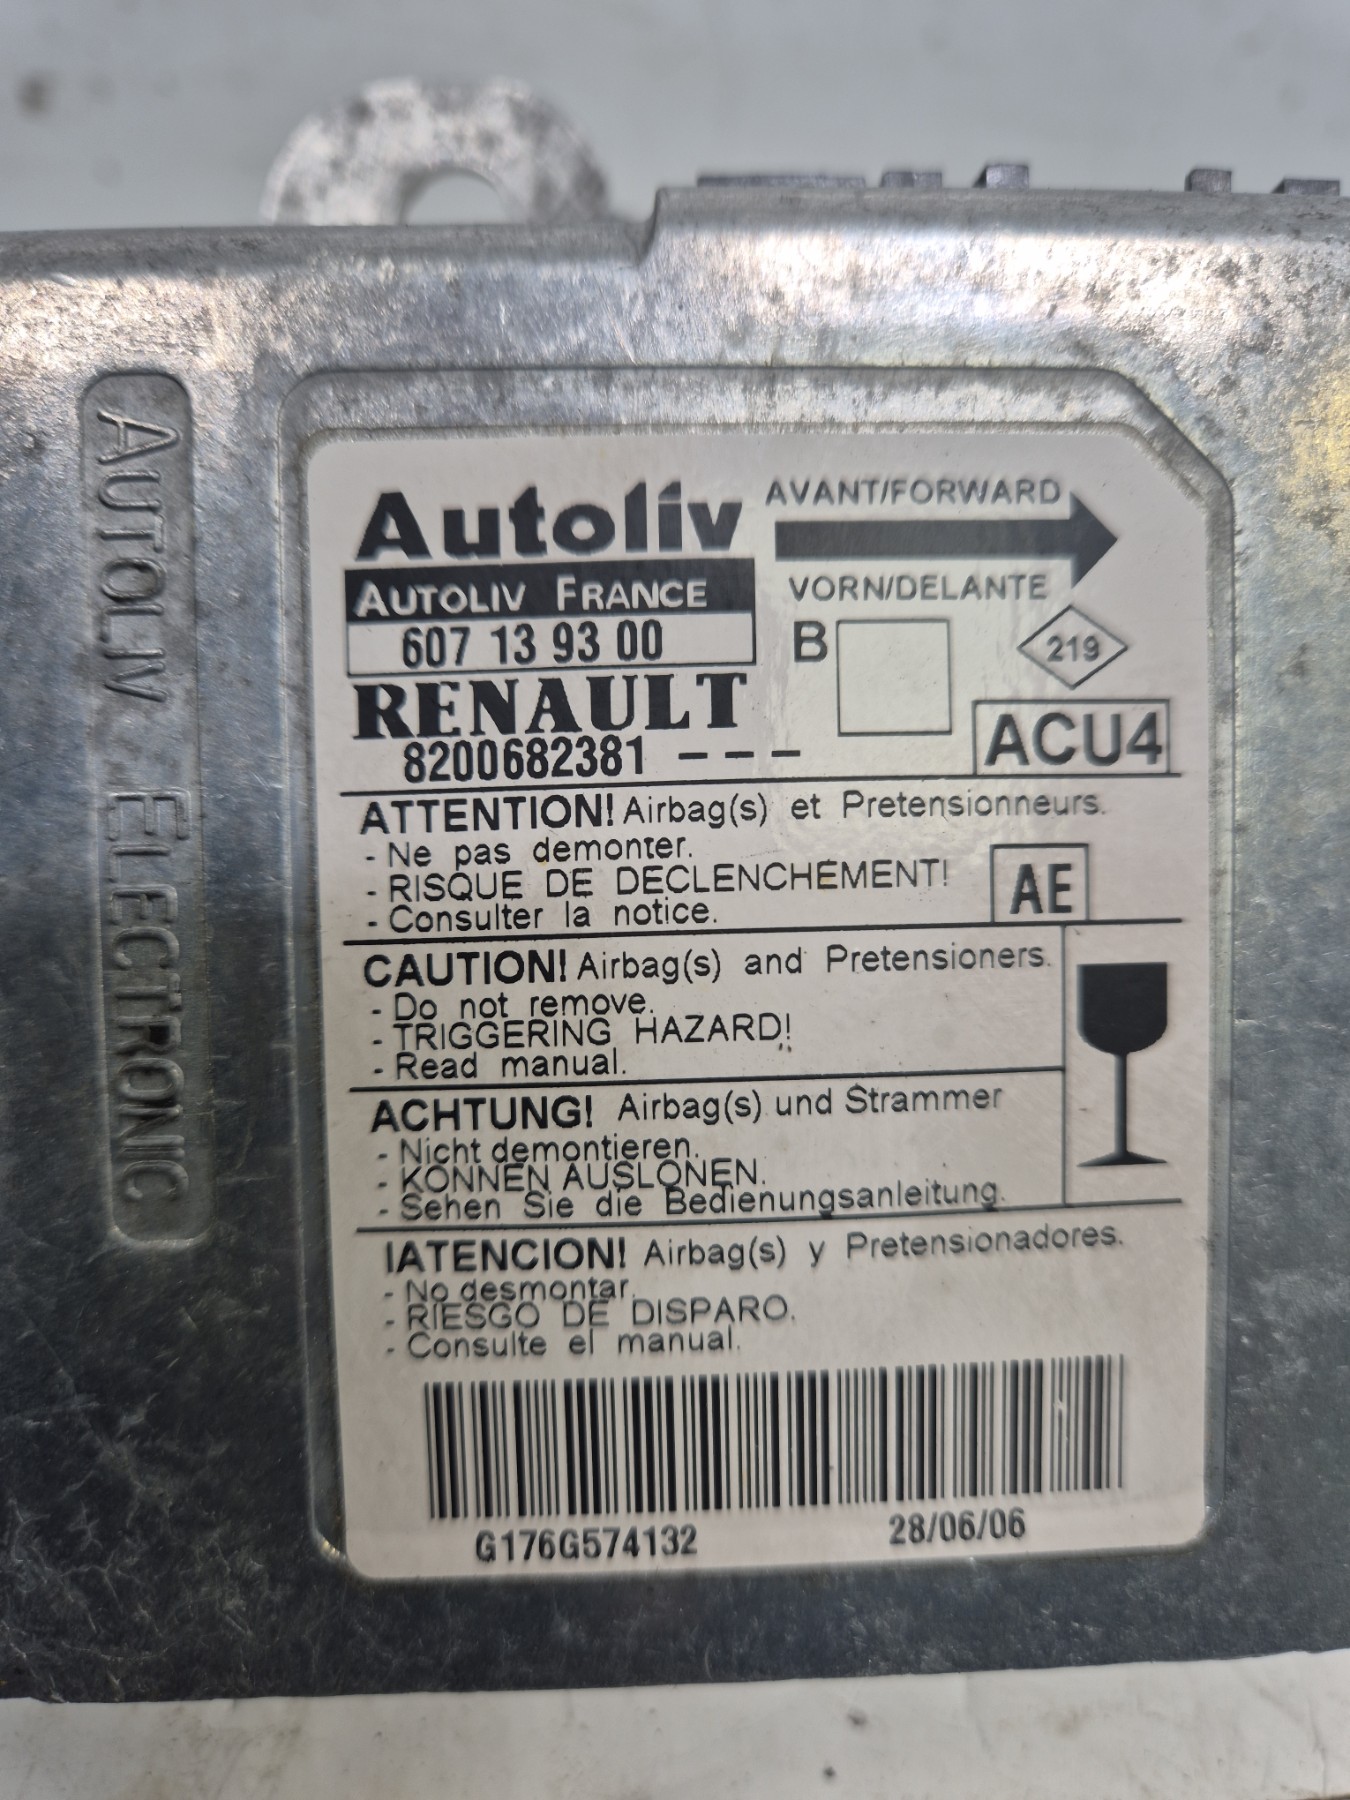 AUTOLIV ELECTRONIC
Autoliv
AVANT/FORWARD
AUTOLIV FRANCE
VORN/DELANTE
607 13 93 00
B
219
RENAULT
8200682381 ---
ACU4
ATTENTION! Airbag(s) et Pretensionneurs.
- Ne pas demonter.
- RISQUE DE DECLENCHEMENT!
- Consulter la notice.
AE
CAUTION! Airbag(s) and Pretensioners.
- Do not remove.
- TRIGGERING HAZARD!
- Read manual.
ACHTUNG! Airbag(s) und Strammer
- Nicht demontieren.
- KONNEN AUSLONEN.
- Sehen Sie die Bedienungsanleitung.
IATENCION! Airbag(s) y Pretensionadores.
- No desmontar.
- RIESGO DE DISPARO.
- Consulte el manual.
G176G574132
28/06/06